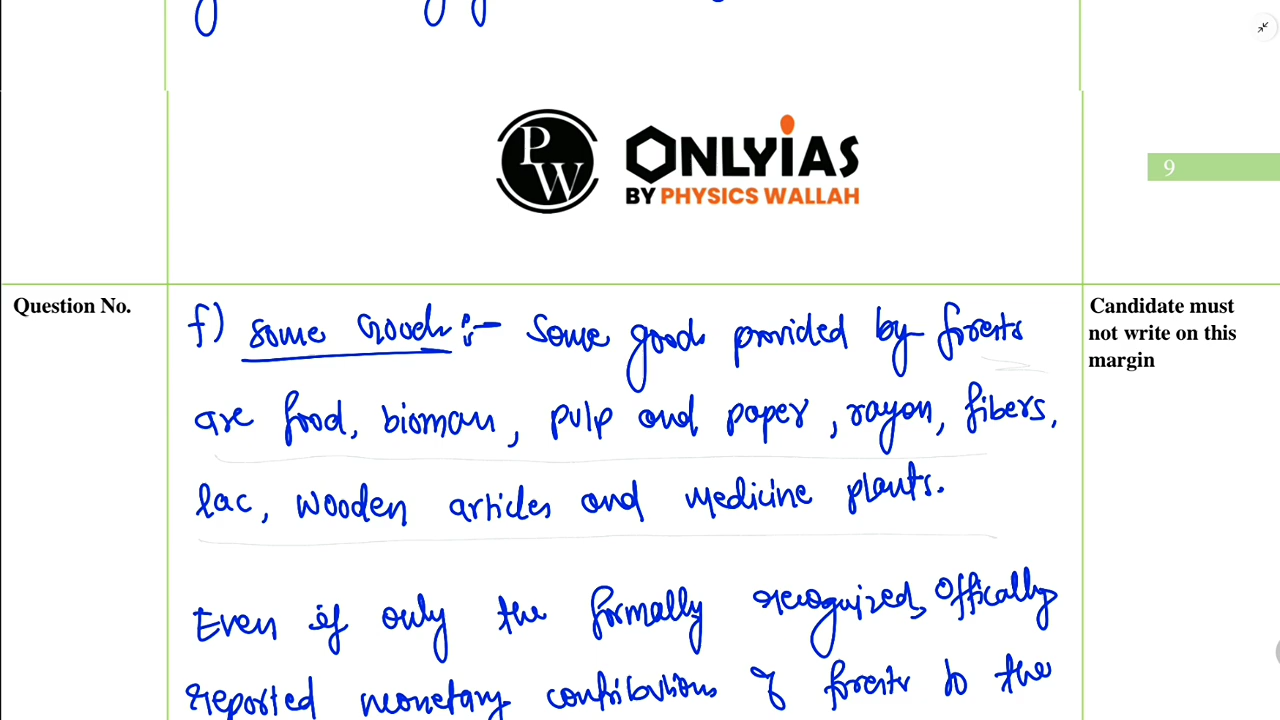 PW
ONLYIAS
BY PHYSICS WALLAH
9
Question No.
Candidate must
not write on this
margin
f) Some Goods :- Some goods provided by forests
are food, biomass, pulp and paper, rayon, fibers,
lac, wooden articles and medicine plants.
Even if only the formally recognized, offically
reported monetary contributions of forests to the